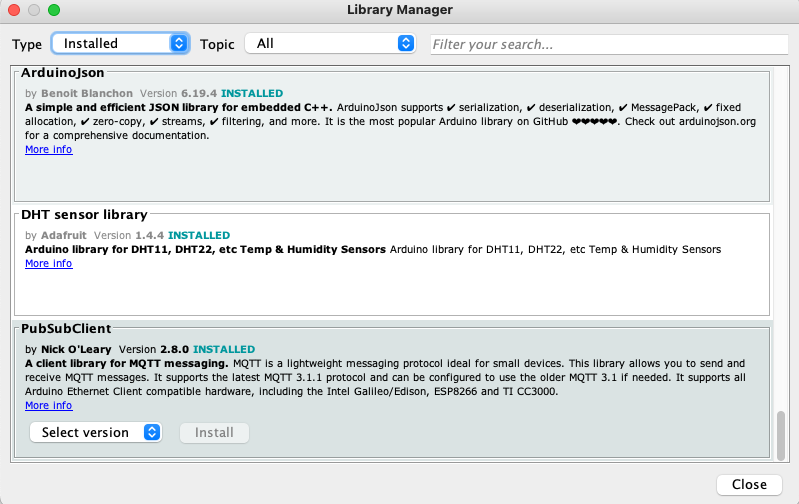 Library Manager
Type Installed Topic All Filter your search...
ArduinoJson
by Benoit Blanchon Version 6.19.4 INSTALLED
A simple and efficient JSON library for embedded C++. ArduinoJson supports ✔ serialization, ✔ deserialization, ✔ MessagePack, ✔ fixed
allocation, ✔ zero-copy, ✔ streams, ✔ filtering, and more. It is the most popular Arduino library on GitHub ❤❤❤❤❤. Check out arduinojson.org
for a comprehensive documentation.
More info
DHT sensor library
by Adafruit Version 1.4.4 INSTALLED
Arduino library for DHT11, DHT22, etc Temp & Humidity Sensors Arduino library for DHT11, DHT22, etc Temp & Humidity Sensors
More info
PubSubClient
by Nick O'Leary Version 2.8.0 INSTALLED
A client library for MQTT messaging. MQTT is a lightweight messaging protocol ideal for small devices. This library allows you to send and
receive MQTT messages. It supports the latest MQTT 3.1.1 protocol and can be configured to use the older MQTT 3.1 if needed. It supports all
Arduino Ethernet Client compatible hardware, including the Intel Galileo/Edison, ESP8266 and TI CC3000.
More info
Select version Install
Close